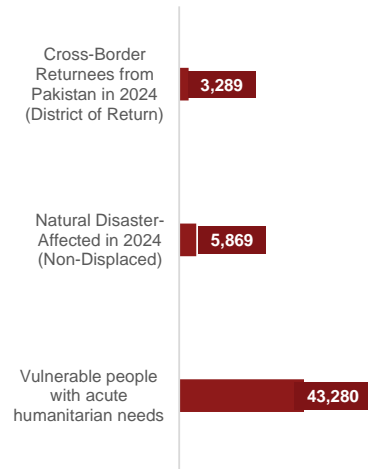 Cross-Border
Returnees from
Pakistan in 2024
(District of Return)
3,289
Natural Disaster-
Affected in 2024
(Non-Displaced)
5,869
Vulnerable people
with acute
humanitarian needs
43,280